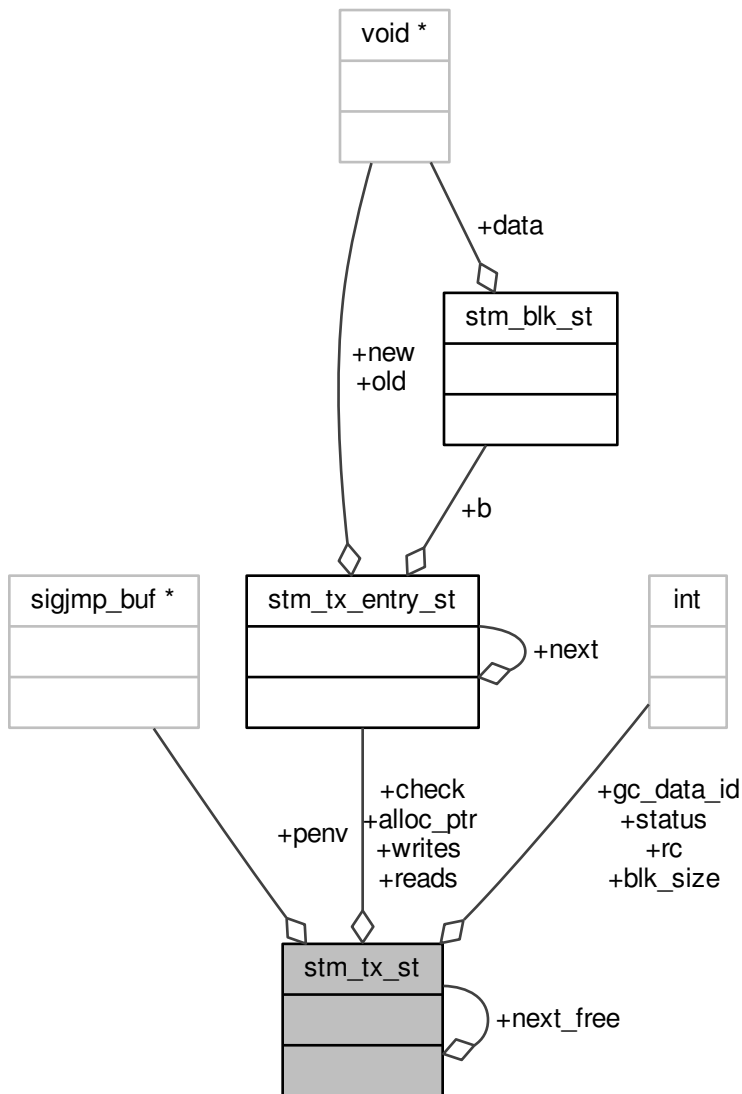 void *
+data
stm_blk_st
+new
+old
+b
sigjmp_buf *
stm_tx_entry_st
int
+next
+penv
+check
+alloc_ptr
+writes
+reads
+gc_data_id
+status
+rc
+blk_size
stm_tx_st
+next_free